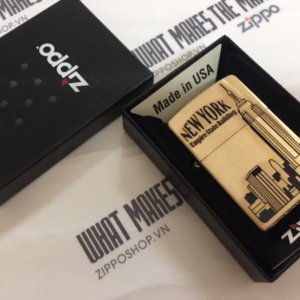 WHAT MAKES THE MA
zippo
ZIPPOSHOP.VN
zippo
Made in USA
NEW YORK
Empire State Building
WHAT MAKES
ZIPPOSHOP.VN
Zip